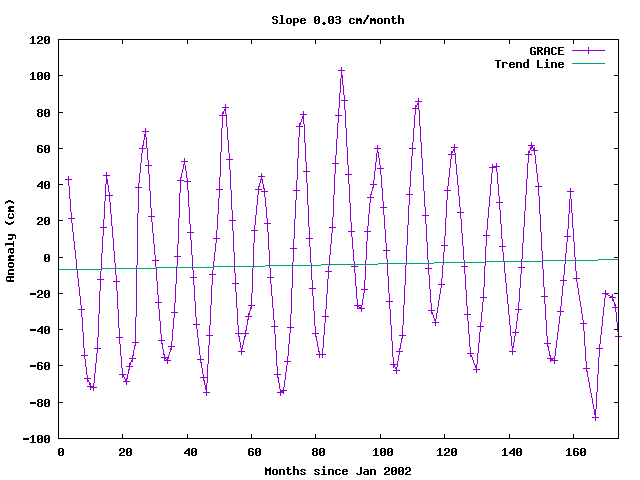 Slope 0.03 cm/month
GRACE
Trend Line
120
100
80
60
40
20
0
-20
-40
-60
-80
-100
Anomaly (cm)
0 20 40 60 80 100 120 140 160
Months since Jan 2002